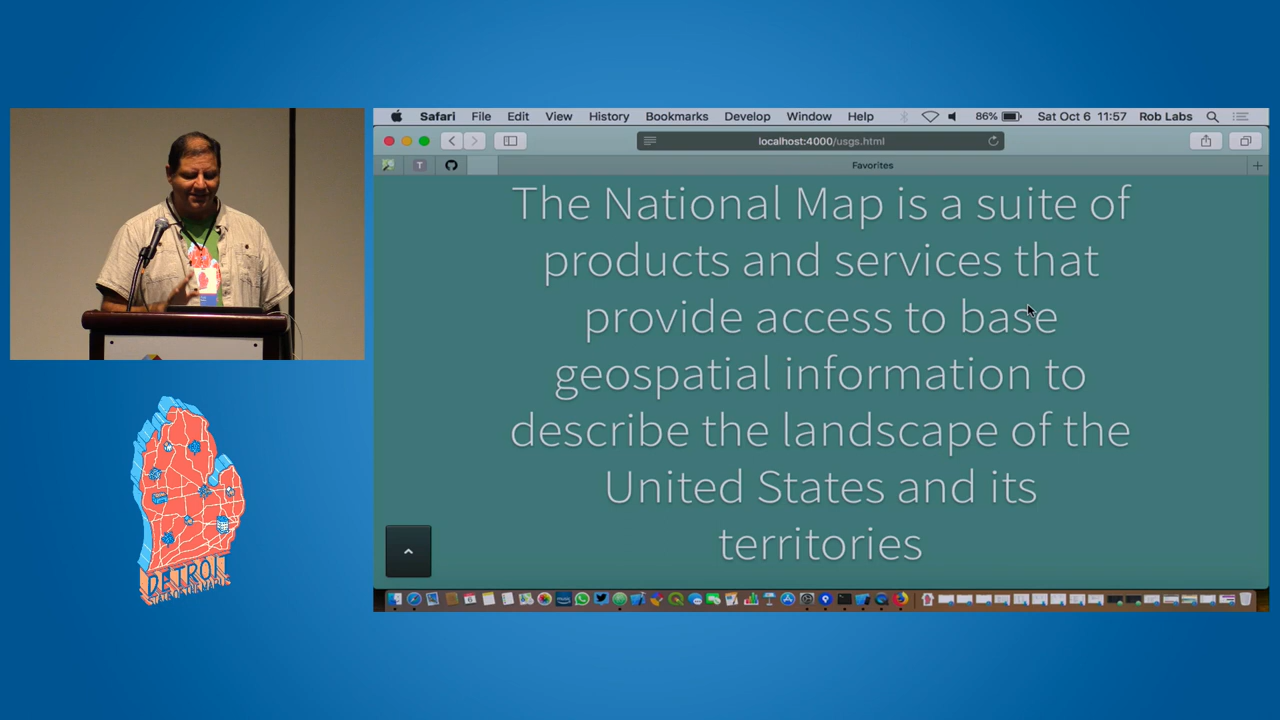 Safari File Edit View History Bookmarks Develop Window Help 86% Sat Oct 6 11:57 Rob Labs
localhost:4000/usgs.html
T
Favorites
The National Map is a suite of
products and services that
provide access to base
geospatial information to
describe the landscape of the
United States and its
territories
DETROIT